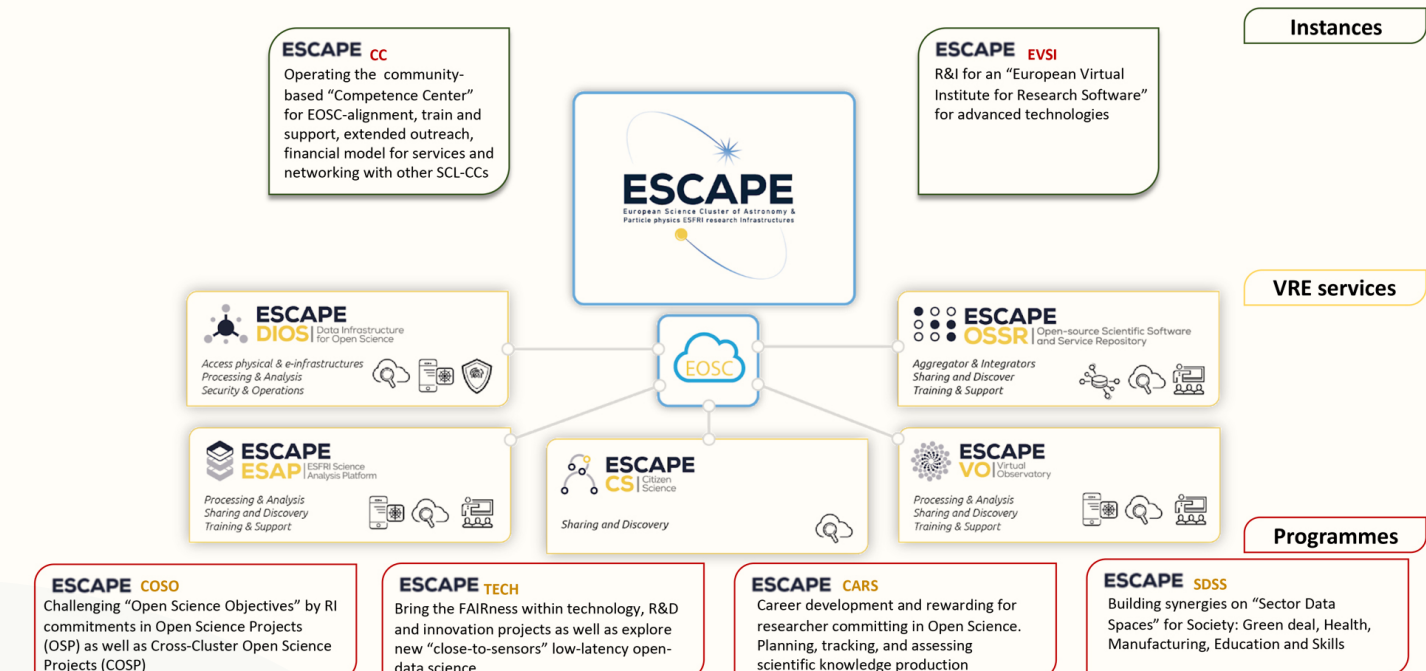 Instances
ESCAPE CC
Operating the community-
based “Competence Center”
for EOSC-alignment, train and
support, extended outreach,
financial model for services and
networking with other SCL-CCs
ESCAPE EVSI
R&I for an “European Virtual
Institute for Research Software”
for advanced technologies
ESCAPE
European Science Cluster of Astronomy &
Particle physics ESFRI research Infrastructures
VRE services
ESCAPE
DIOS
Data Infrastructure
for Open Science
Access physical & e-infrastructures
Processing & Analysis
Security & Operations
EOSC
ESCAPE
OSSR
Open-source Scientific Software
and Service Repository
Aggregator & Integrators
Sharing and Discover
Training & Support
ESCAPE
ESAP
ESFRI Science
Analysis Platform
Processing & Analysis
Sharing and Discovery
Training & Support
ESCAPE
CS
Citizen
Science
Sharing and Discovery
ESCAPE
VO
Virtual
Observatory
Processing & Analysis
Sharing and Discovery
Training & Support
Programmes
ESCAPE COSO
Challenging “Open Science Objectives” by RI
commitments in Open Science Projects
(OSP) as well as Cross-Cluster Open Science
Projects (COSP)
ESCAPE TECH
Bring the FAIRness within technology, R&D
and innovation projects as well as explore
new “close-to-sensors” low-latency open-
data science
ESCAPE CARS
Career development and rewarding for
researcher committing in Open Science.
Planning, tracking, and assessing
scientific knowledge production
ESCAPE SDSS
Building synergies on “Sector Data
Spaces” for Society: Green deal, Health,
Manufacturing, Education and Skills